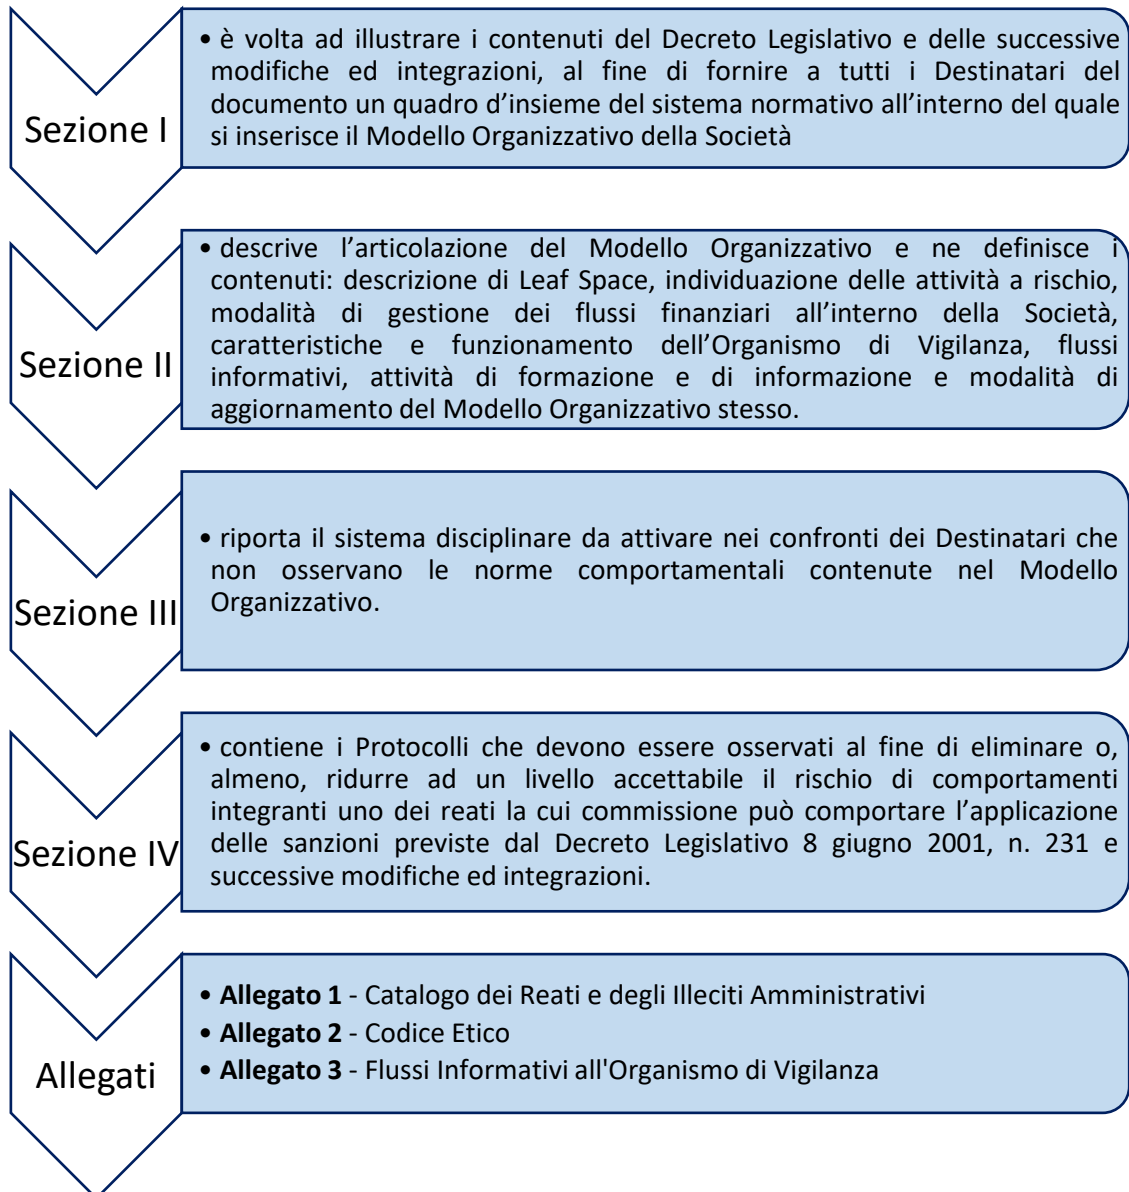 Sezione I
• è volta ad illustrare i contenuti del Decreto Legislativo e delle successive
modifiche ed integrazioni, al fine di fornire a tutti i Destinatari del
documento un quadro d’insieme del sistema normativo all’interno del quale
si inserisce il Modello Organizzativo della Società
Sezione II
• descrive l’articolazione del Modello Organizzativo e ne definisce i
contenuti: descrizione di Leaf Space, individuazione delle attività a rischio,
modalità di gestione dei flussi finanziari all’interno della Società,
caratteristiche e funzionamento dell’Organismo di Vigilanza, flussi
informativi, attività di formazione e di informazione e modalità di
aggiornamento del Modello Organizzativo stesso.
Sezione III
• riporta il sistema disciplinare da attivare nei confronti dei Destinatari che
non osservano le norme comportamentali contenute nel Modello
Organizzativo.
Sezione IV
• contiene i Protocolli che devono essere osservati al fine di eliminare o,
almeno, ridurre ad un livello accettabile il rischio di comportamenti
integranti uno dei reati la cui commissione può comportare l’applicazione
delle sanzioni previste dal Decreto Legislativo 8 giugno 2001, n. 231 e
successive modifiche ed integrazioni.
Allegati
• Allegato 1 - Catalogo dei Reati e degli Illeciti Amministrativi
• Allegato 2 - Codice Etico
• Allegato 3 - Flussi Informativi all'Organismo di Vigilanza